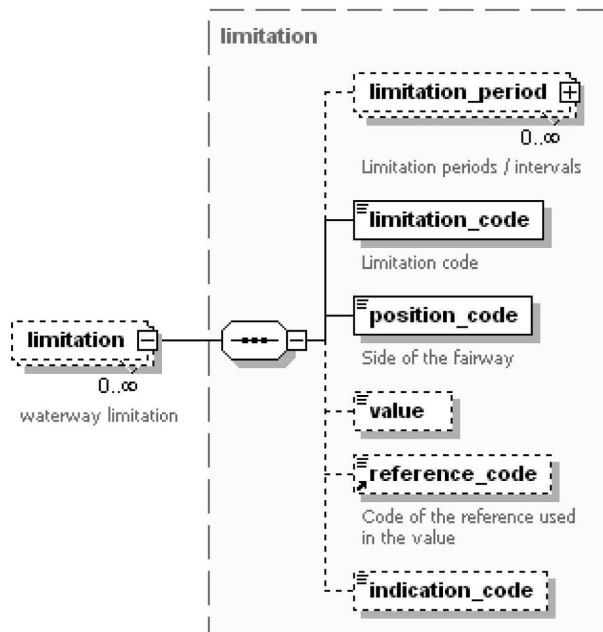 limitation
limitation_period
0..∞
Limitation periods / intervals
limitation_code
Limitation code
position_code
Side of the fairway
limitation
0..∞
waterway limitation
value
reference_code
Code of the reference used
in the value
indication_code